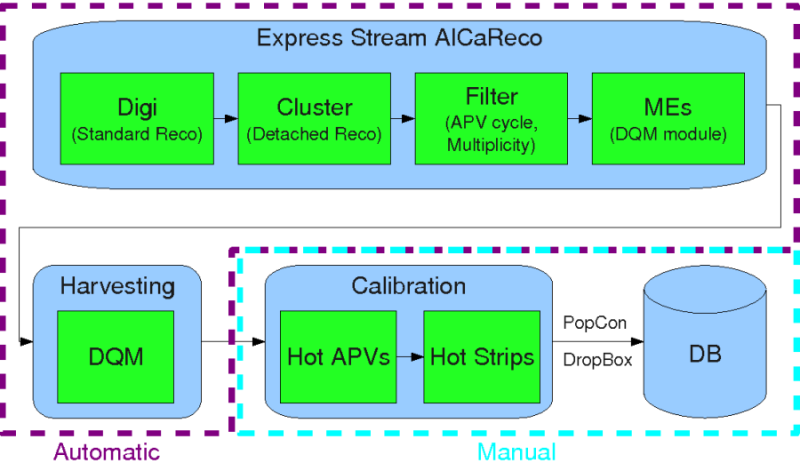 Express Stream AlCaReco
Digi
(Standard Reco)
Cluster
(Detached Reco)
Filter
(APV cycle,
Multiplicity)
MEs
(DQM module)
Harvesting
DQM
Calibration
Hot APVs
Hot Strips
PopCon
DropBox
DB
Automatic
Manual